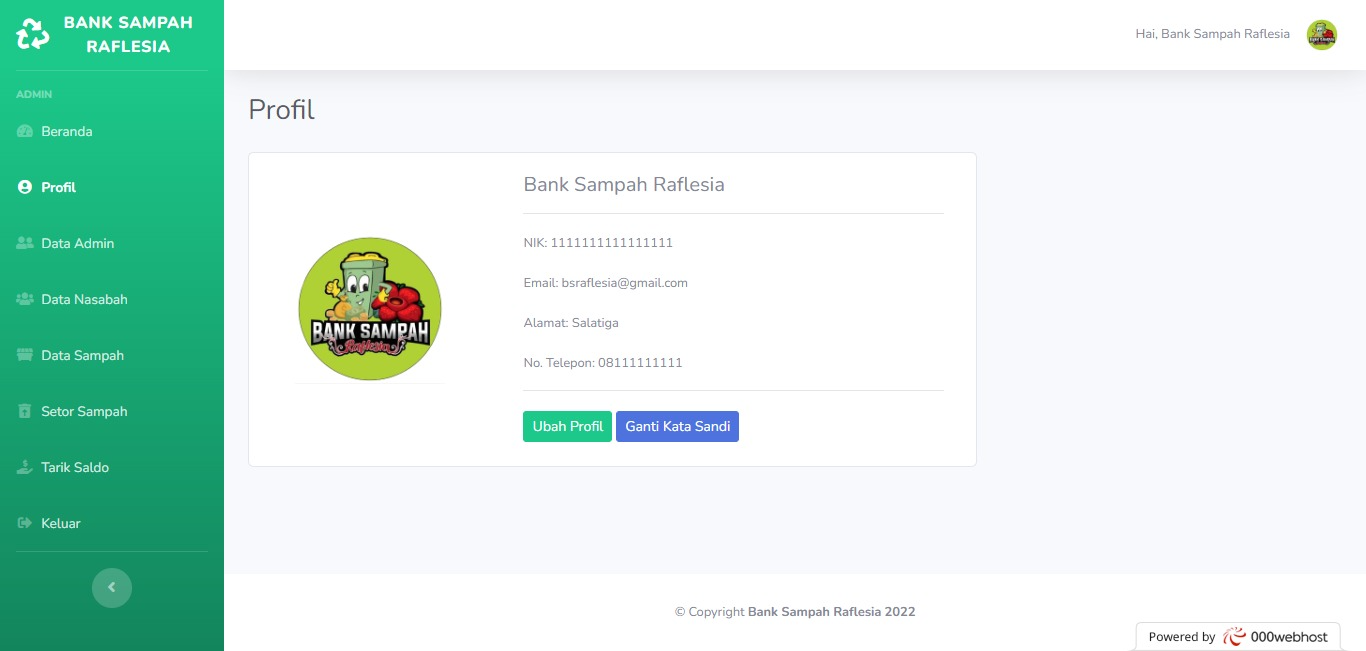 BANK SAMPAH
RAFLESIA
Hai, Bank Sampah Raflesia
ADMIN
Beranda
Profil
Data Admin
Data Nasabah
Data Sampah
Setor Sampah
Tarik Saldo
Keluar
Profil
BANK SAMPAH
Raflesia
Bank Sampah Raflesia
NIK: 1111111111111111
Email: bsraflesia@gmail.com
Alamat: Salatiga
No. Telepon: 08111111111
Ubah Profil Ganti Kata Sandi
© Copyright Bank Sampah Raflesia 2022
Powered by 000webhost